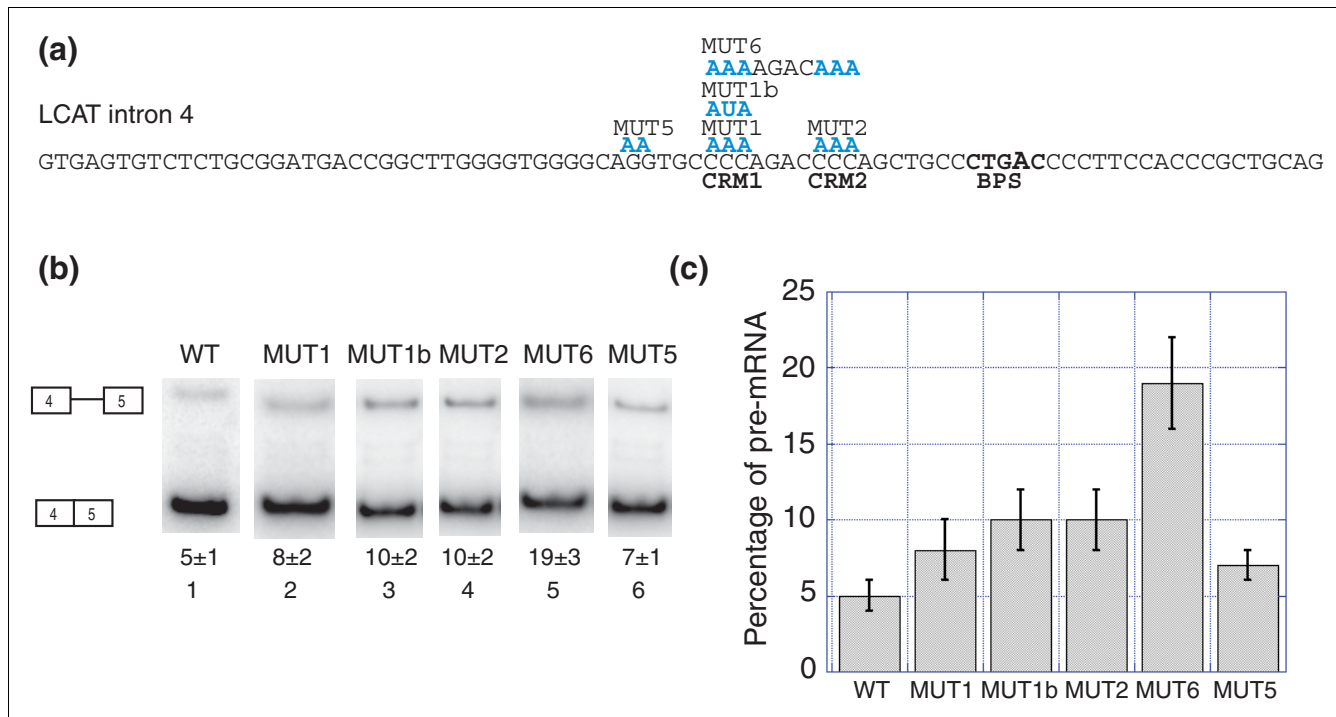 (a)
MUT6
AAAAGACAAA
LCAT intron 4
MUT1b
AUA
MUT5 MUT1 MUT2
AA AAA AAA
GTGAGTGTCTCTGCGGATGACCGGCTTGGGGTGGGGCAGGTGCCCCAGACCCCAGCTGCCCTGACCCCTTCCACCCGCTGCAG
CRM1 CRM2 BPS
(b)
WT MUT1 MUT1b MUT2 MUT6 MUT5
4 5
4 5
5±1 8±2 10±2 10±2 19±3 7±1
1 2 3 4 5 6
(c)
Percentage of pre-mRNA
25
20
15
10
5
0
WT MUT1 MUT1b MUT2 MUT6 MUT5